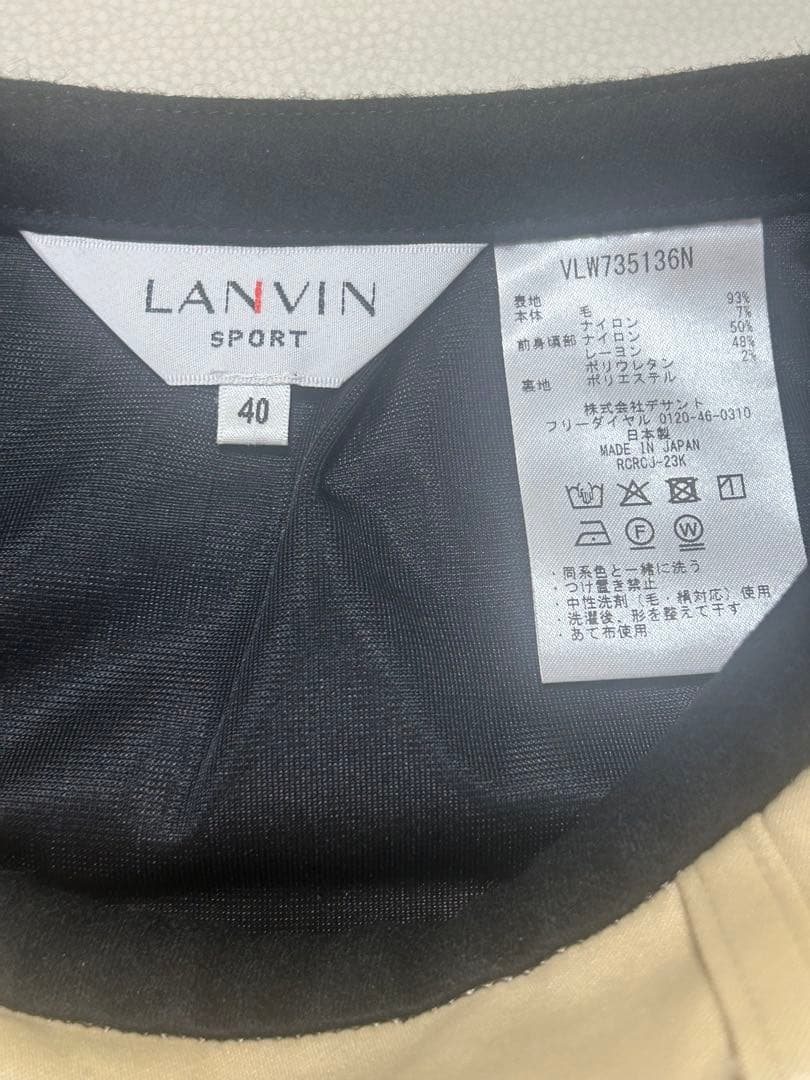 LANVIN
SPORT
40
VLW735136N
表地
本体 毛 93%
ナイロン 7%
前身頃部 ナイロン 50%
レーヨン 48%
ポリウレタン 2%
裏地 ポリエステル
株式会社デサント
フリーダイヤル 0120-46-0310
日本製
MADE IN JAPAN
RCRCJ-23K
F W
・同系色と一緒に洗う
・つけ置き禁止
・中性洗剤(毛・絹対応)使用
・洗濯後、形を整えて干す
・あて布使用